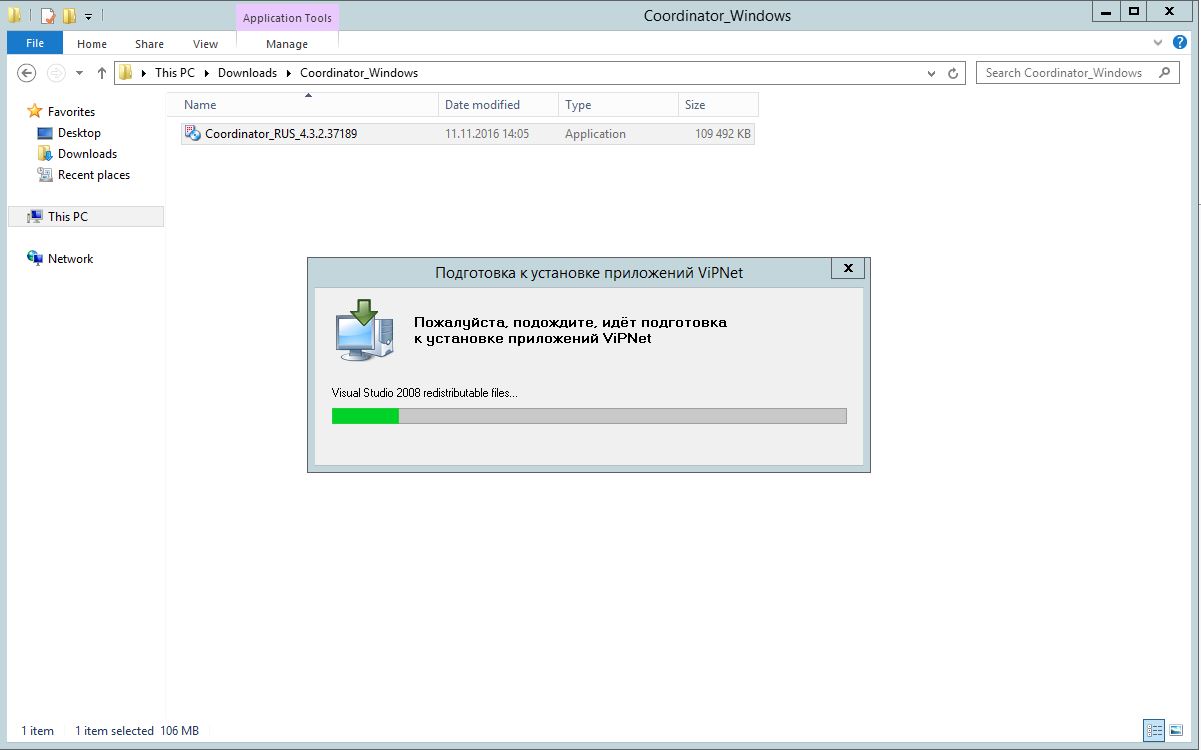 Application Tools
Coordinator_Windows
File
Home
Share
View
Manage
This PC
Downloads
Coordinator_Windows
Search Coordinator_Windows
Favorites
Desktop
Downloads
Recent places
This PC
Network
Name
Date modified
Type
Size
Coordinator_RUS_4.3.2.37189
11.11.2016 14:05
Application
109 492 KB
Подготовка к установке приложений ViPNet
Пожалуйста, подождите, идёт подготовка
к установке приложений ViPNet
Visual Studio 2008 redistributable files...
1 item
1 item selected 106 MB